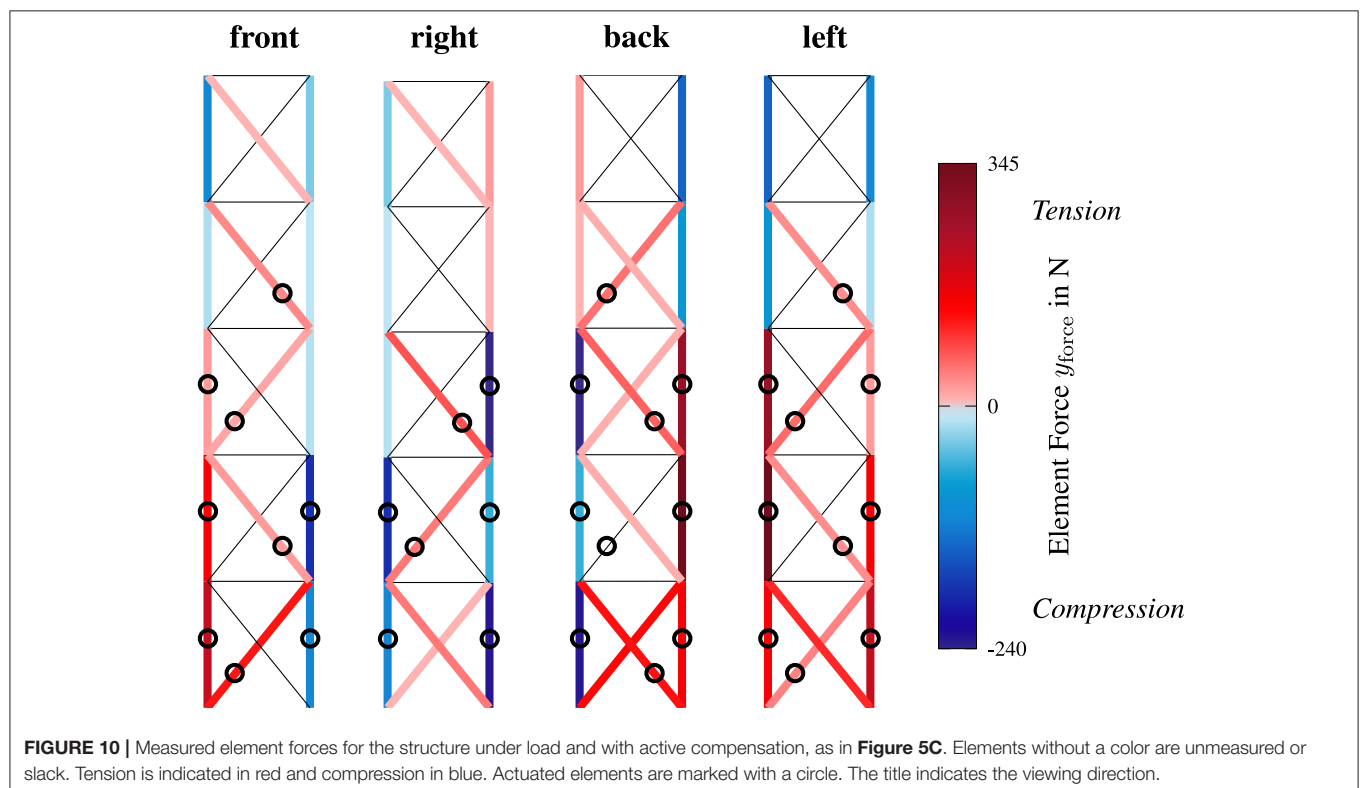 front right back left
345
Tension
Element Force yforce in N
0
Compression
-240
FIGURE 10 | Measured element forces for the structure under load and with active compensation, as in Figure 5C. Elements without a color are unmeasured or
slack. Tension is indicated in red and compression in blue. Actuated elements are marked with a circle. The title indicates the viewing direction.